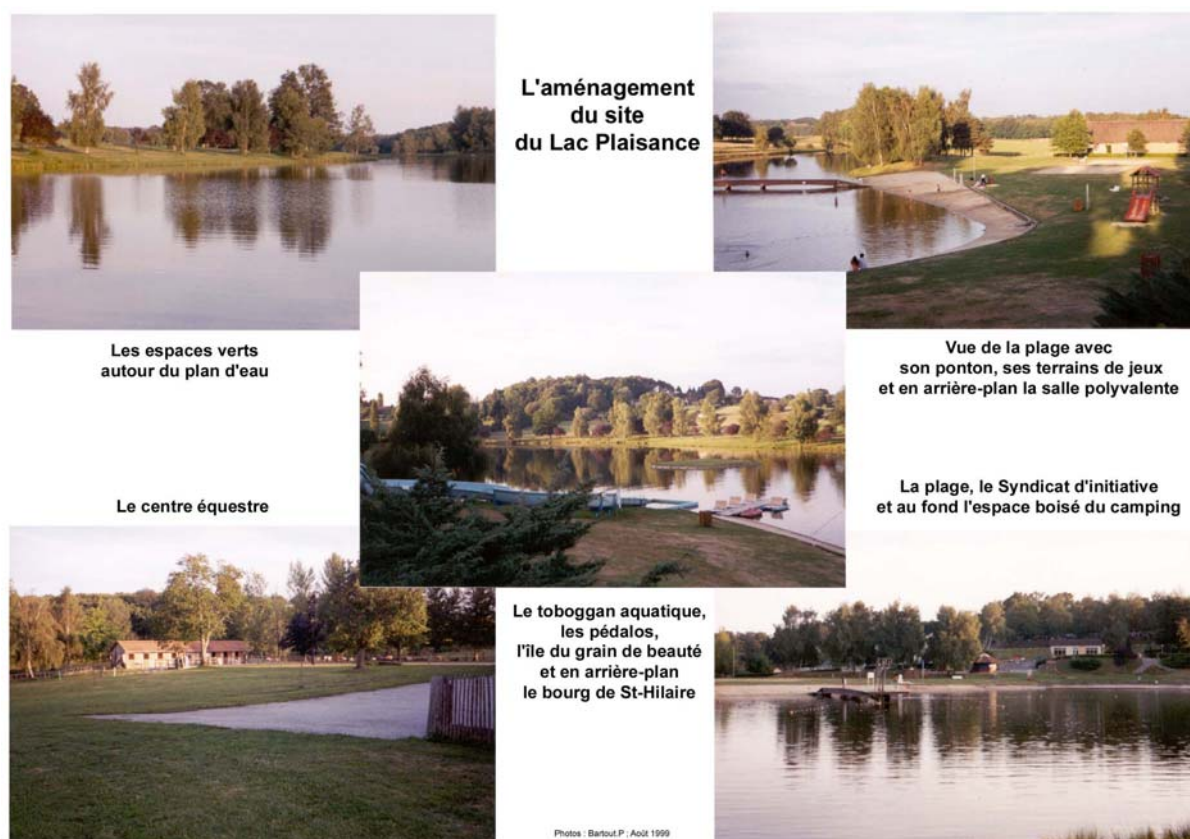 L'aménagement
du site
du Lac Plaisance
Les espaces verts
autour du plan d'eau
Vue de la plage avec
son ponton, ses terrains de jeux
et en arrière-plan la salle polyvalente
Le centre équestre
La plage, le Syndicat d'initiative
et au fond l'espace boisé du camping
Le toboggan aquatique,
les pédalos,
l'île du grain de beauté
et en arrière-plan
le bourg de St-Hilaire
Photos : Bartout.P ; Août 1999